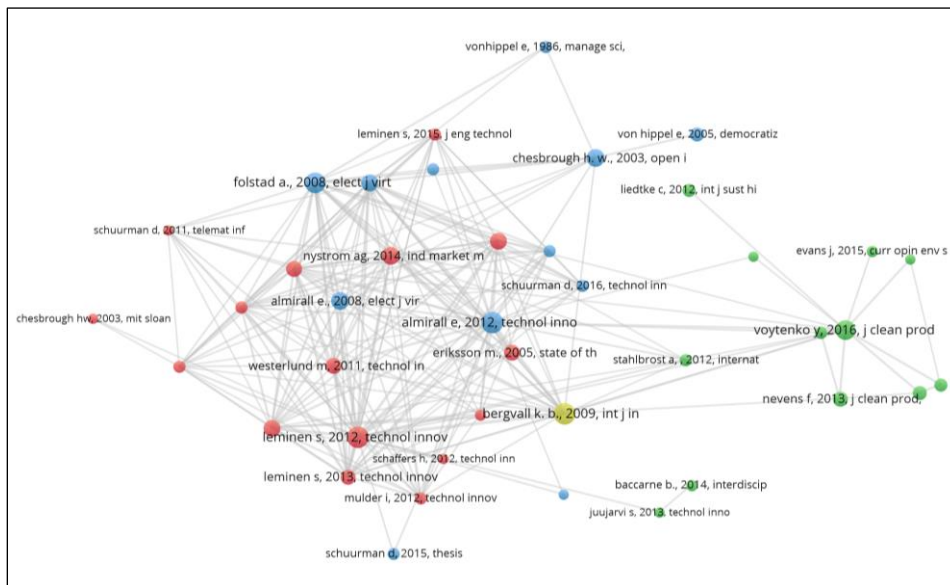 vonhippel e, 1986, manage sci,
leminen s, 2015, j eng technol
von hippel e, 2005, democratiz
chesbrough h. w., 2003, open i
folstad a., 2008, elect j virt
liedtke c, 2012, int j sust hi
schuurman d, 2011, telemat inf
nystrom ag, 2014, ind market m
evans j, 2015, curr opin env s
schuurman d, 2016, technol inn
almirall e., 2008, elect j vir
chesbrough hw, 2003, mit sloan
almirall e, 2012, technol inno
voytenko y, 2016, j clean prod
eriksson m., 2005, state of th
stahlbrost a, , 2012, internat
westerlund m, 2011, technol in
nevens f, 2013, j clean prod,
bergvall k. b., 2009, int j in
leminen s, 2012, technol innov
schaffers h, 2012, technol inn
leminen s, 2013, technol innov
baccarne b., 2014, interdiscip
mulder i, 2012, technol innov
juujarvi s, 2013, technol inno
schuurman d, 2015, thesis